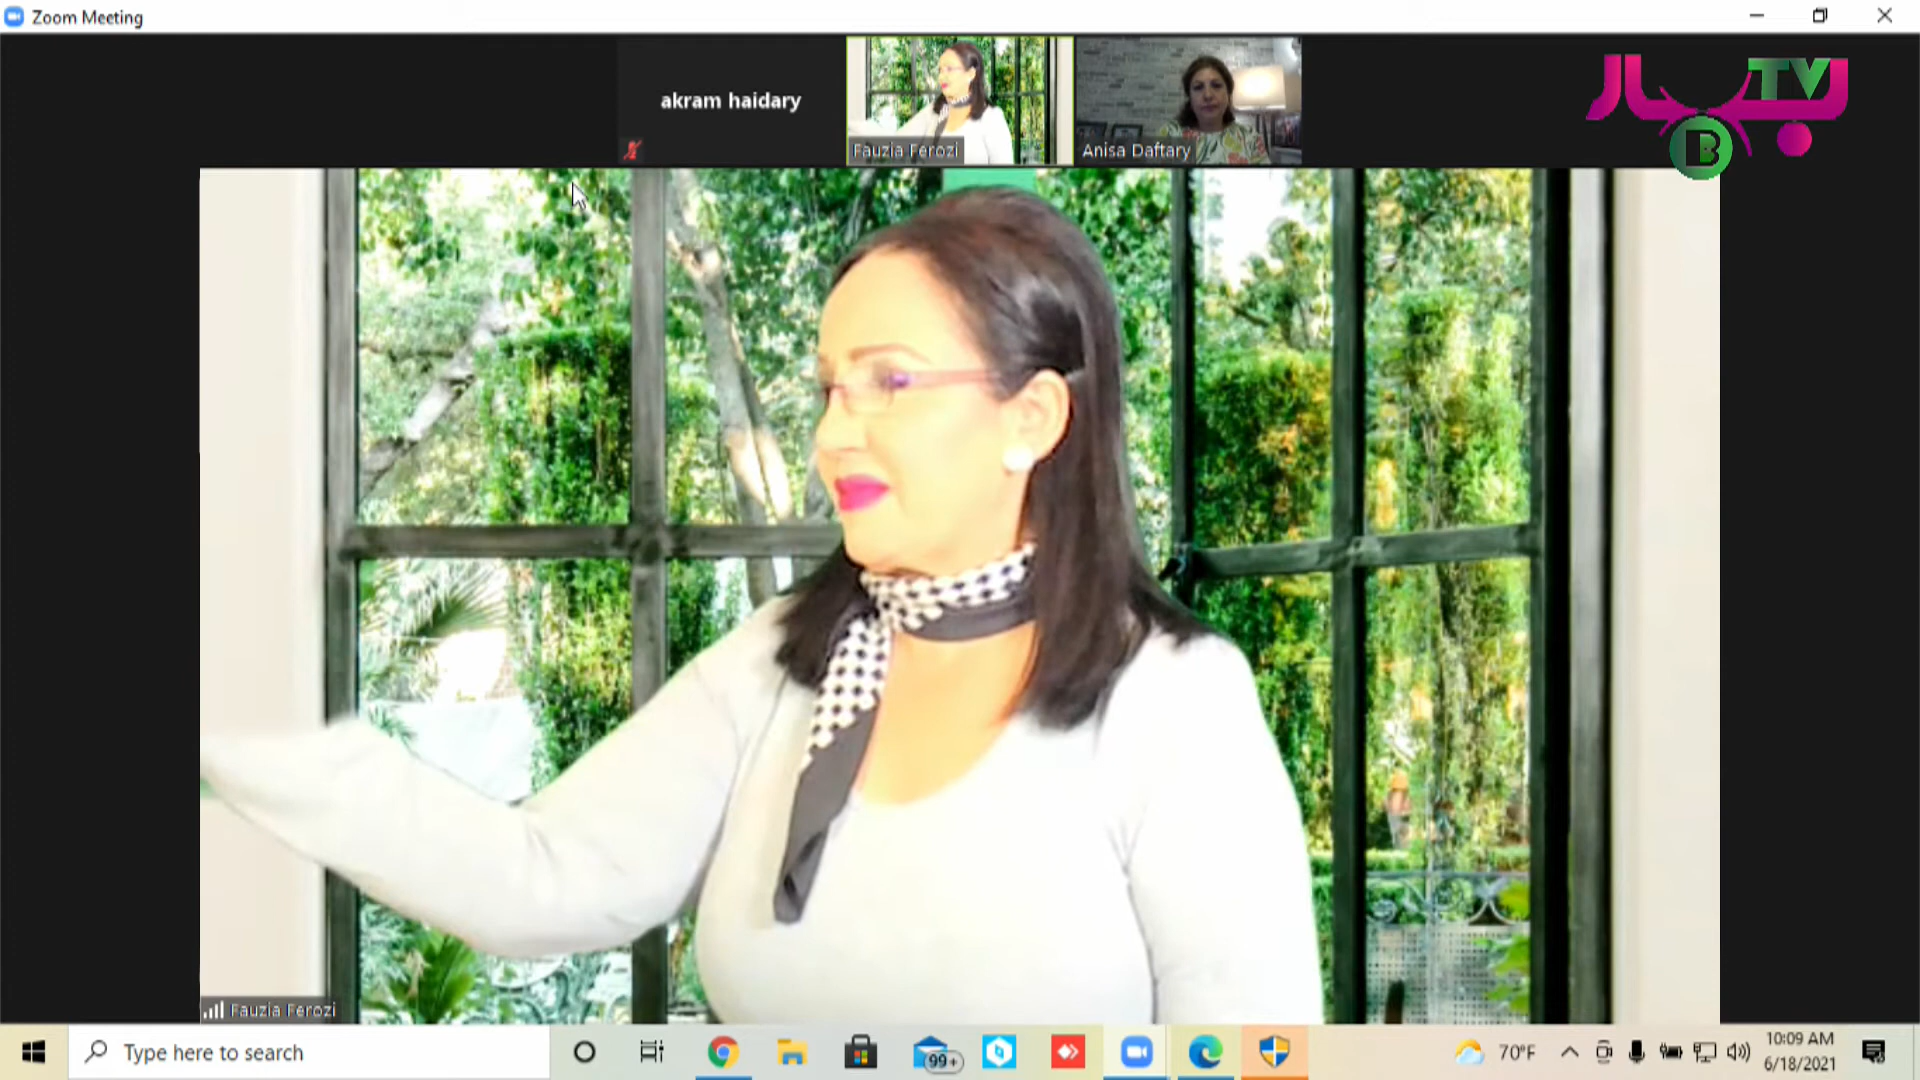 Zoom Meeting
akram haidary
Fauzia Ferozi
Anisa Daftary
بهار
TV
B
Fauzia Ferozi
Type here to search
99+
70°F
10:09 AM
6/18/2021